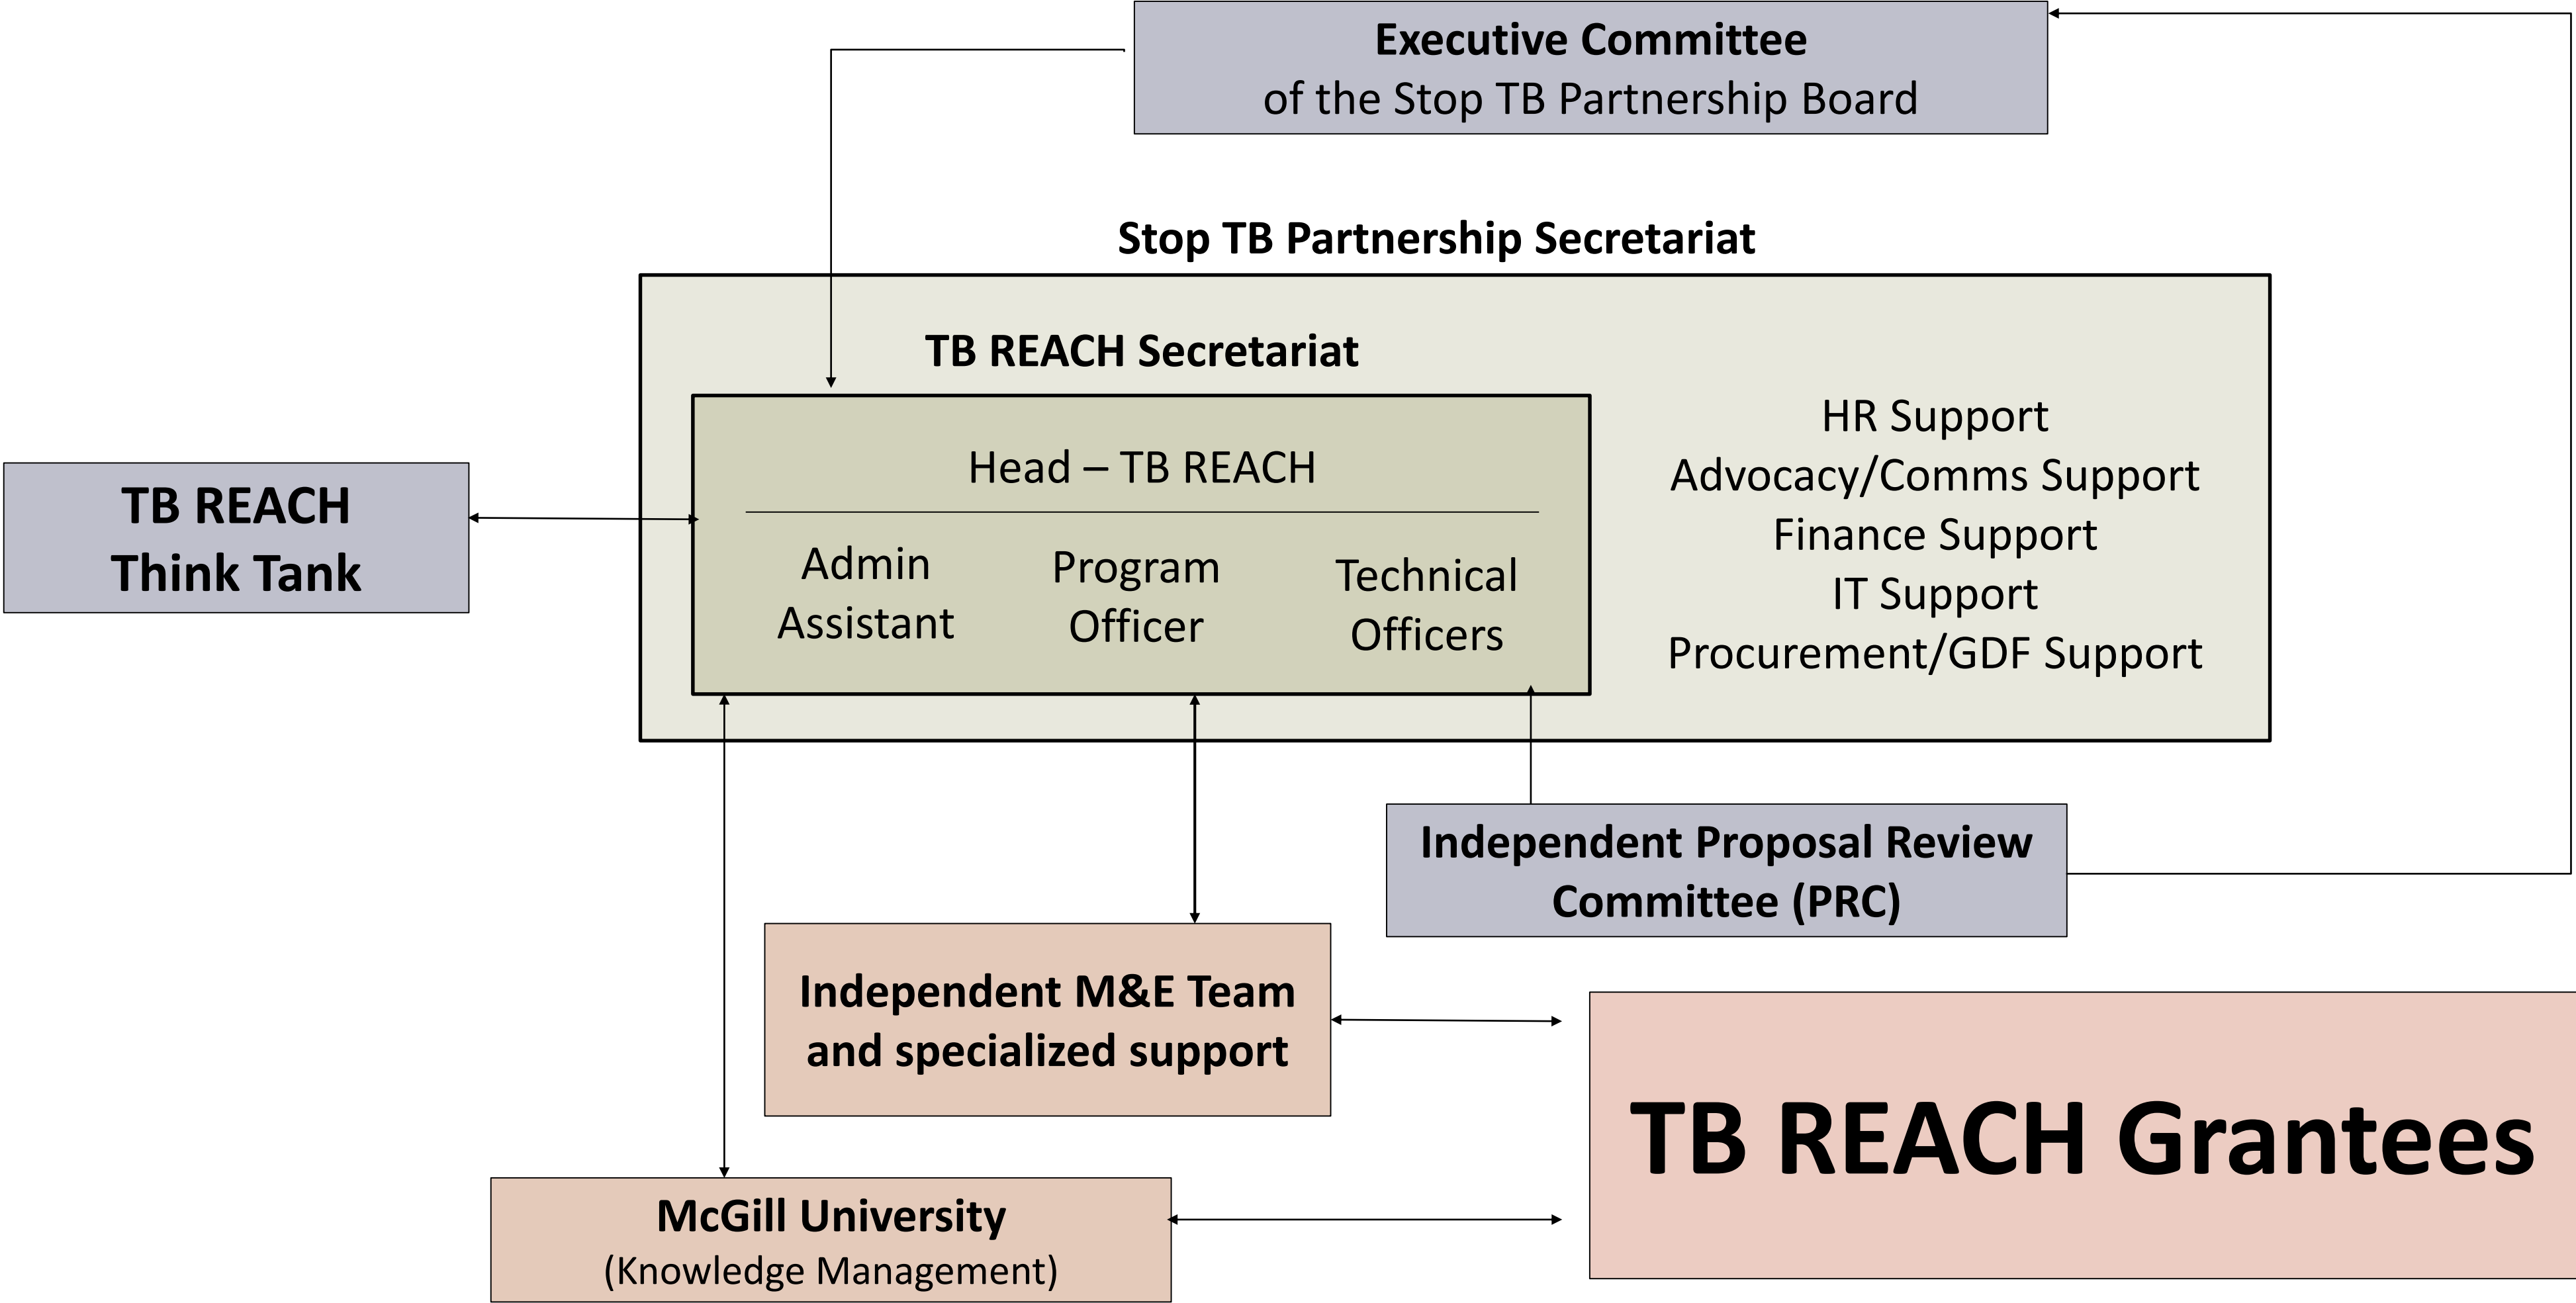 Executive Committee
of the Stop TB Partnership Board
Stop TB Partnership Secretariat
TB REACH Secretariat
Head – TB REACH
Admin
Assistant
Program
Officer
Technical
Officers
HR Support
Advocacy/Comms Support
Finance Support
IT Support
Procurement/GDF Support
TB REACH
Think Tank
Independent Proposal Review
Committee (PRC)
Independent M&E Team
and specialized support
TB REACH Grantees
McGill University
(Knowledge Management)